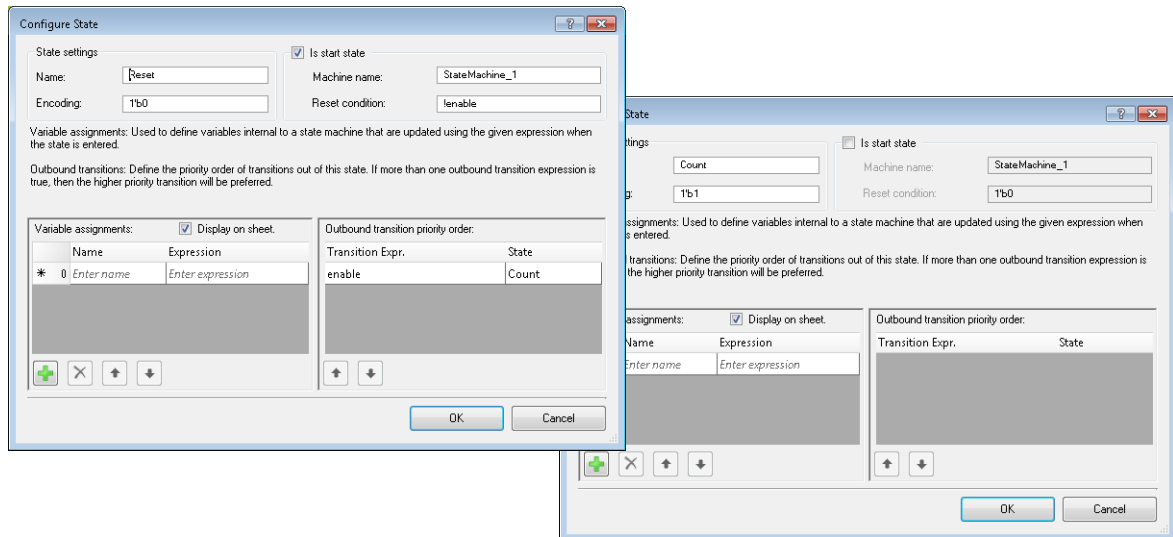 Configure State
State settings
Is start state
Name:
Reset
Machine name:
StateMachine_1
Encoding:
1'b0
Reset condition:
!enable
Variable assignments: Used to define variables internal to a state machine that are updated using the given expression when
the state is entered.
Outbound transitions: Define the priority order of transitions out of this state. If more than one outbound transition expression is
true, then the higher priority transition will be preferred.
Variable assignments:
Display on sheet.
Outbound transition priority order:
Name
Expression
Transition Expr.
State
0
Enter name
Enter expression
enable
Count
OK
Cancel
State
ttings
Is start state
Count
Machine name:
StateMachine_1
g:
1'b1
Reset condition:
1'b0
ssignments: Used to define variables internal to a state machine that are updated using the given expression when
s entered.
transitions: Define the priority order of transitions out of this state. If more than one outbound transition expression is
the higher priority transition will be preferred.
assignments:
Display on sheet.
Outbound transition priority order:
Name
Expression
Transition Expr.
State
Enter name
Enter expression
OK
Cancel